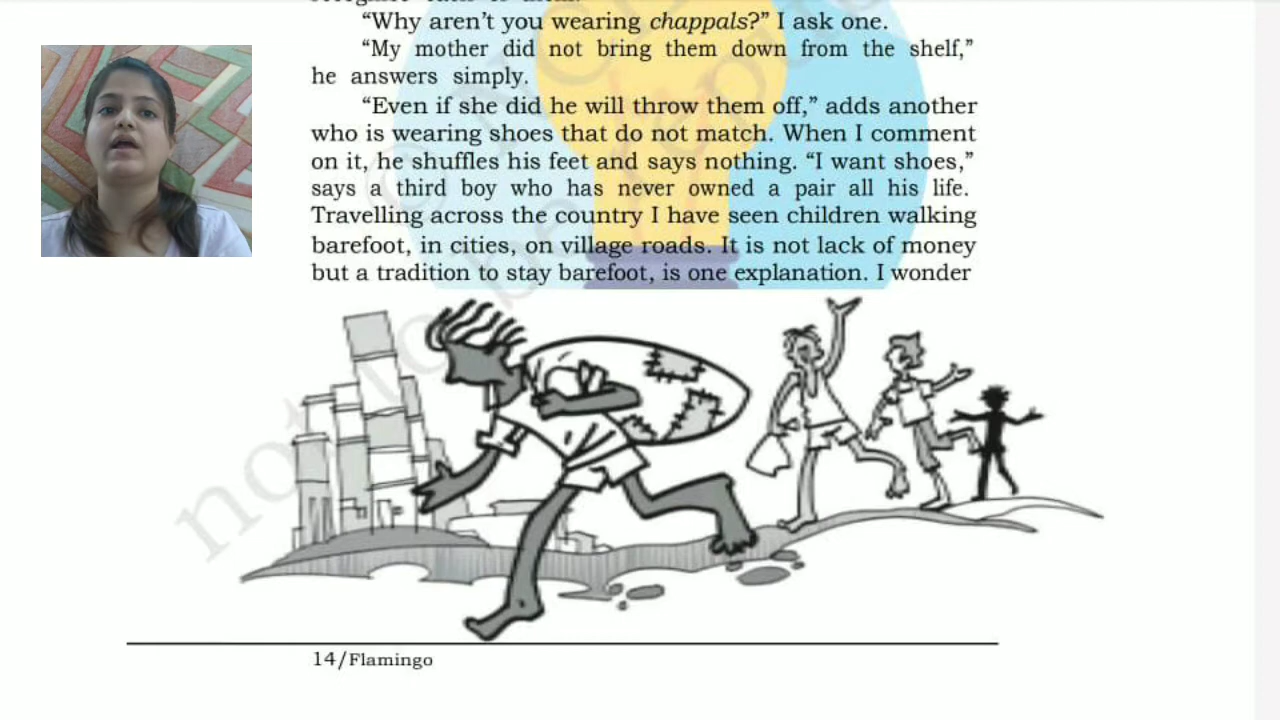 “Why aren’t you wearing chappals?” I ask one.
“My mother did not bring them down from the shelf,”
he answers simply.
“Even if she did he will throw them off,” adds another
who is wearing shoes that do not match. When I comment
on it, he shuffles his feet and says nothing. “I want shoes,”
says a third boy who has never owned a pair all his life.
Travelling across the country I have seen children walking
barefoot, in cities, on village roads. It is not lack of money
but a tradition to stay barefoot, is one explanation. I wonder
14/Flamingo